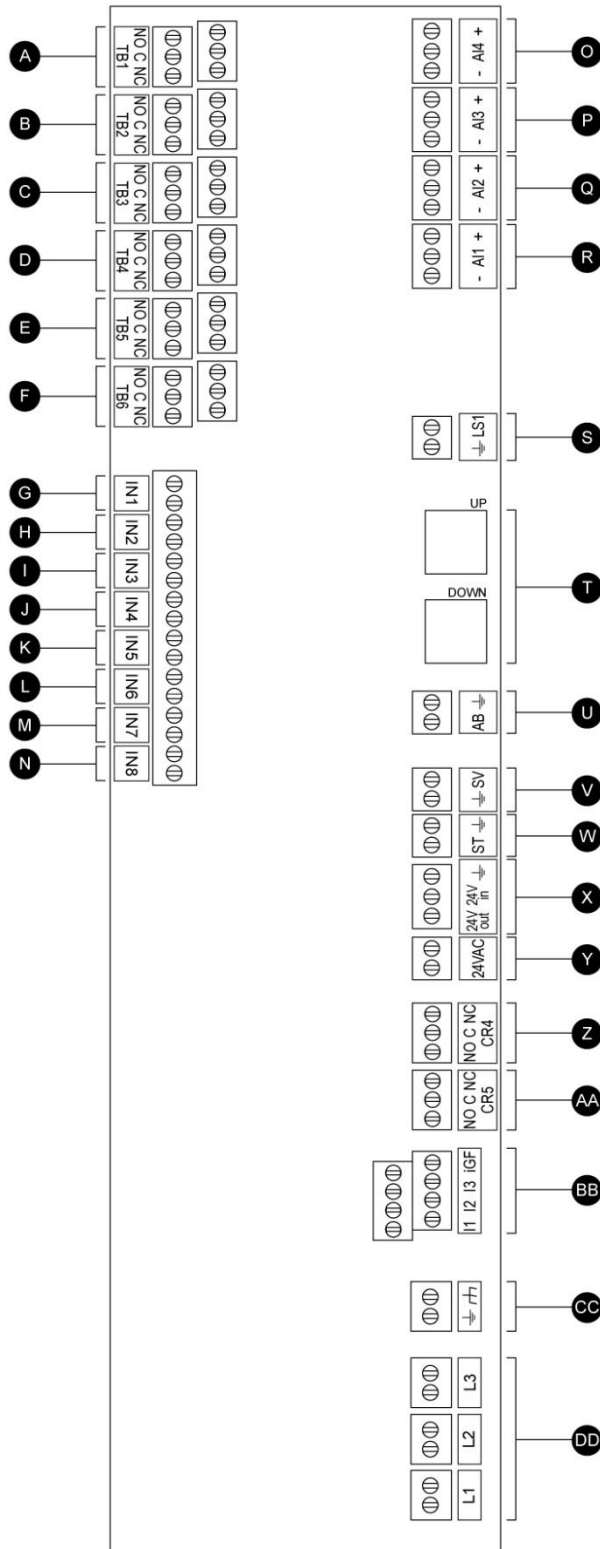 A
NO C NC
TB1
B
NO C NC
TB2
C
NO C NC
TB3
D
NO C NC
TB4
E
NO C NC
TB5
F
NO C NC
TB6
G
IN1
H
IN2
I
IN3
J
IN4
K
IN5
L
IN6
M
IN7
N
IN8
- AI4 +
O
- AI3 +
P
- AI2 +
Q
- AI1 +
R
LS1
S
UP
DOWN
T
AB
U
SV
V
ST
W
24V 24V
out in
X
24VAC
Y
NO C NC
CR4
Z
NO C NC
CR5
AA
I1 I2 I3 iGF
BB
CC
L3
L2
L1
DD